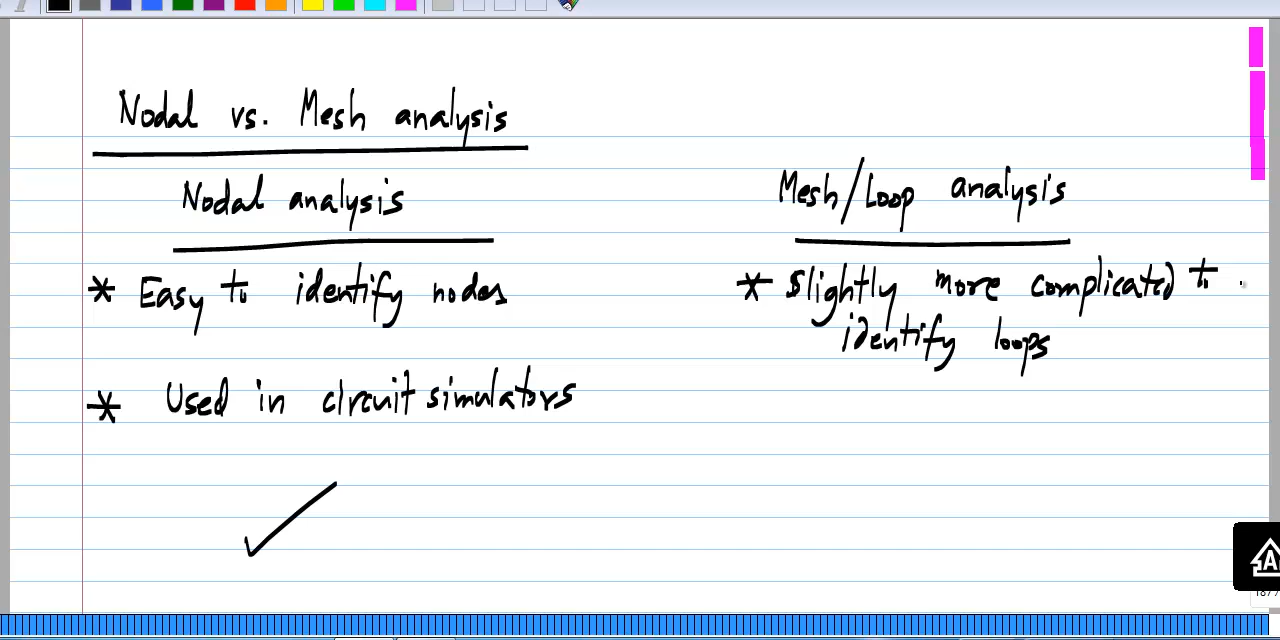 Nodal vs. Mesh analysis
Nodal analysis
* Easy to identify nodes
* Used in circuit simulators
Mesh/Loop analysis
* Slightly more complicated to
identify loops
1877